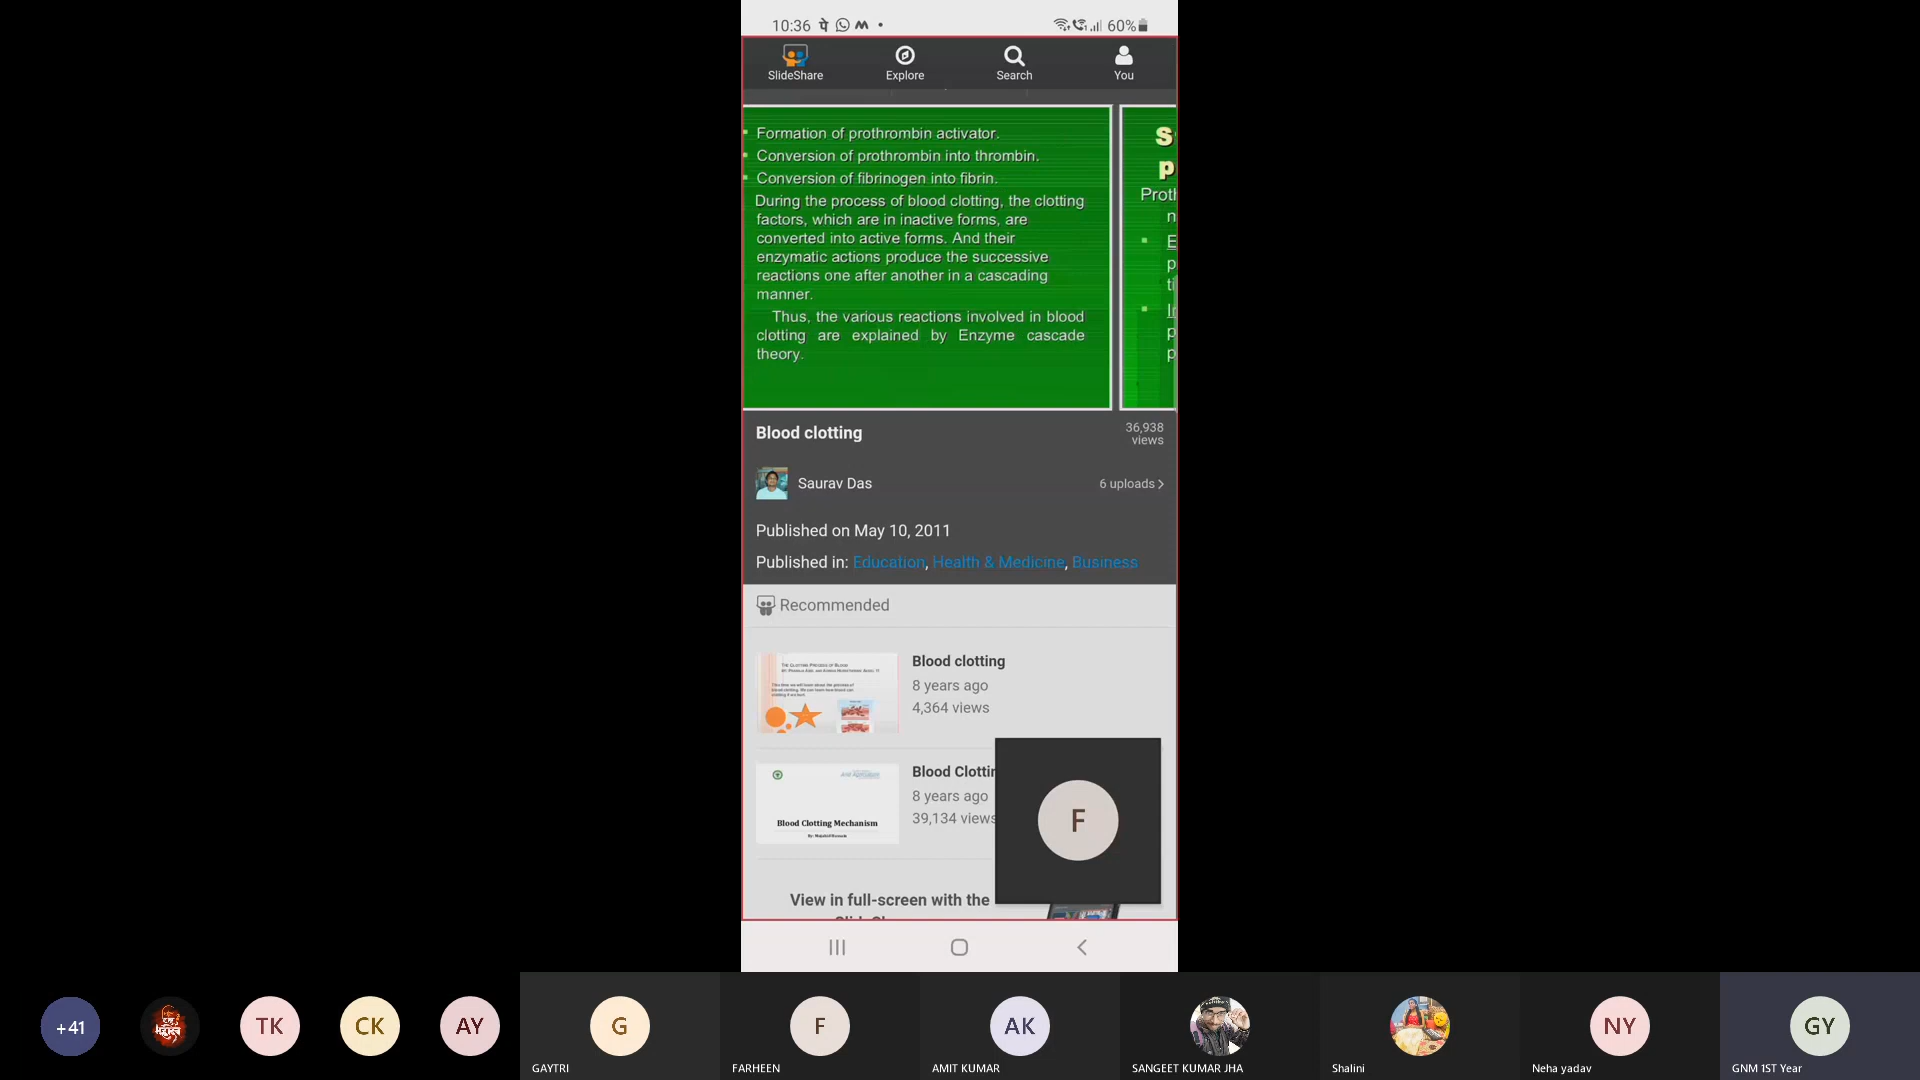 10:36
60%
SlideShare
Explore
Search
You
Formation of prothrombin activator.
Conversion of prothrombin into thrombin.
Conversion of fibrinogen into fibrin.
During the process of blood clotting, the clotting
factors, which are in inactive forms, are
converted into active forms. And their
enzymatic actions produce the successive
reactions one after another in a cascading
manner.
Thus, the various reactions involved in blood
clotting are explained by Enzyme cascade
theory.
Blood clotting
36,938
views
Saurav Das
6 uploads
Published on May 10, 2011
Published in: Education, Health & Medicine, Business
Recommended
Blood clotting
8 years ago
4,364 views
Blood Clotting Mechanism
8 years ago
39,134 views
F
View in full-screen with the
+41
TK
CK
AY
G
F
AK
NY
GY
GAYTRI
FARHEEN
AMIT KUMAR
SANGEET KUMAR JHA
Shalini
Neha yadav
GNM 1ST Year